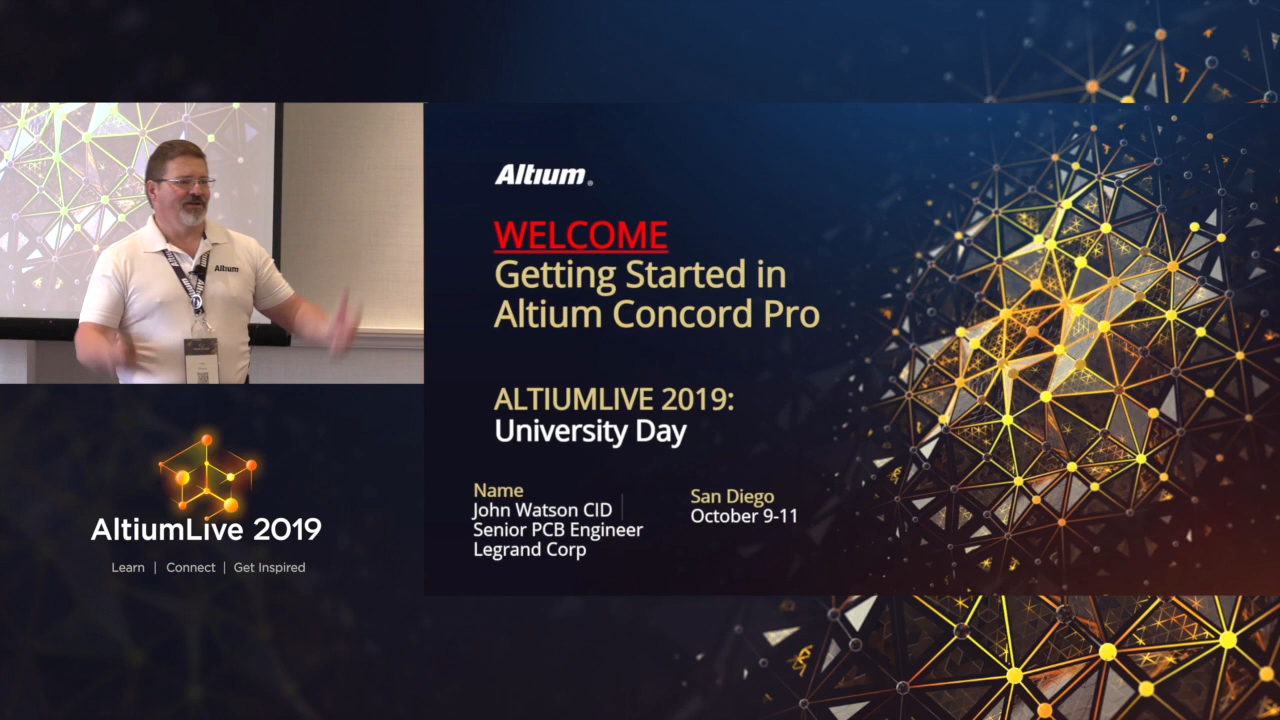 Altium
Altium®
WELCOME
Getting Started in
Altium Concord Pro
ALTIUMLIVE 2019:
University Day
Name
John Watson CID
Senior PCB Engineer
Legrand Corp
San Diego
October 9-11
AltiumLive 2019
Learn | Connect | Get Inspired